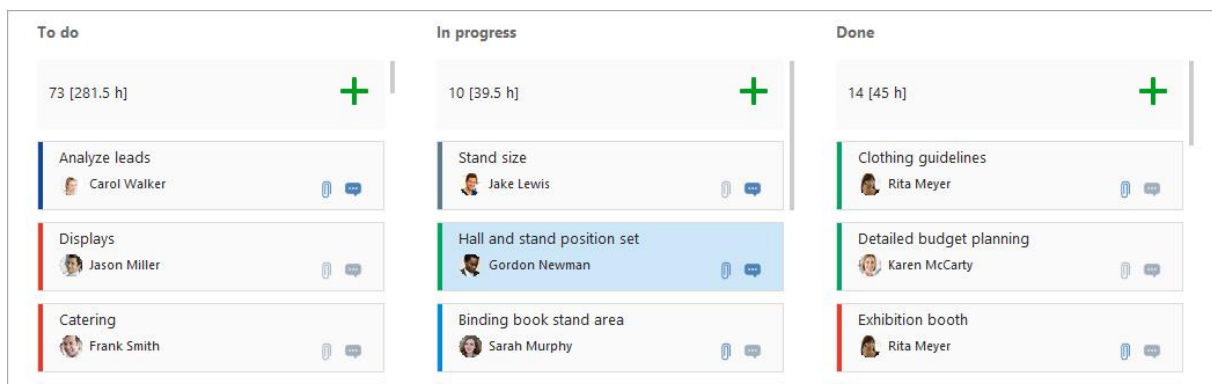 To do
73 [281.5 h]
Analyze leads
Carol Walker
Displays
Jason Miller
Catering
Frank Smith
In progress
10 [39.5 h]
Stand size
Jake Lewis
Hall and stand position set
Gordon Newman
Binding book stand area
Sarah Murphy
Done
14 [45 h]
Clothing guidelines
Rita Meyer
Detailed budget planning
Karen McCarty
Exhibition booth
Rita Meyer